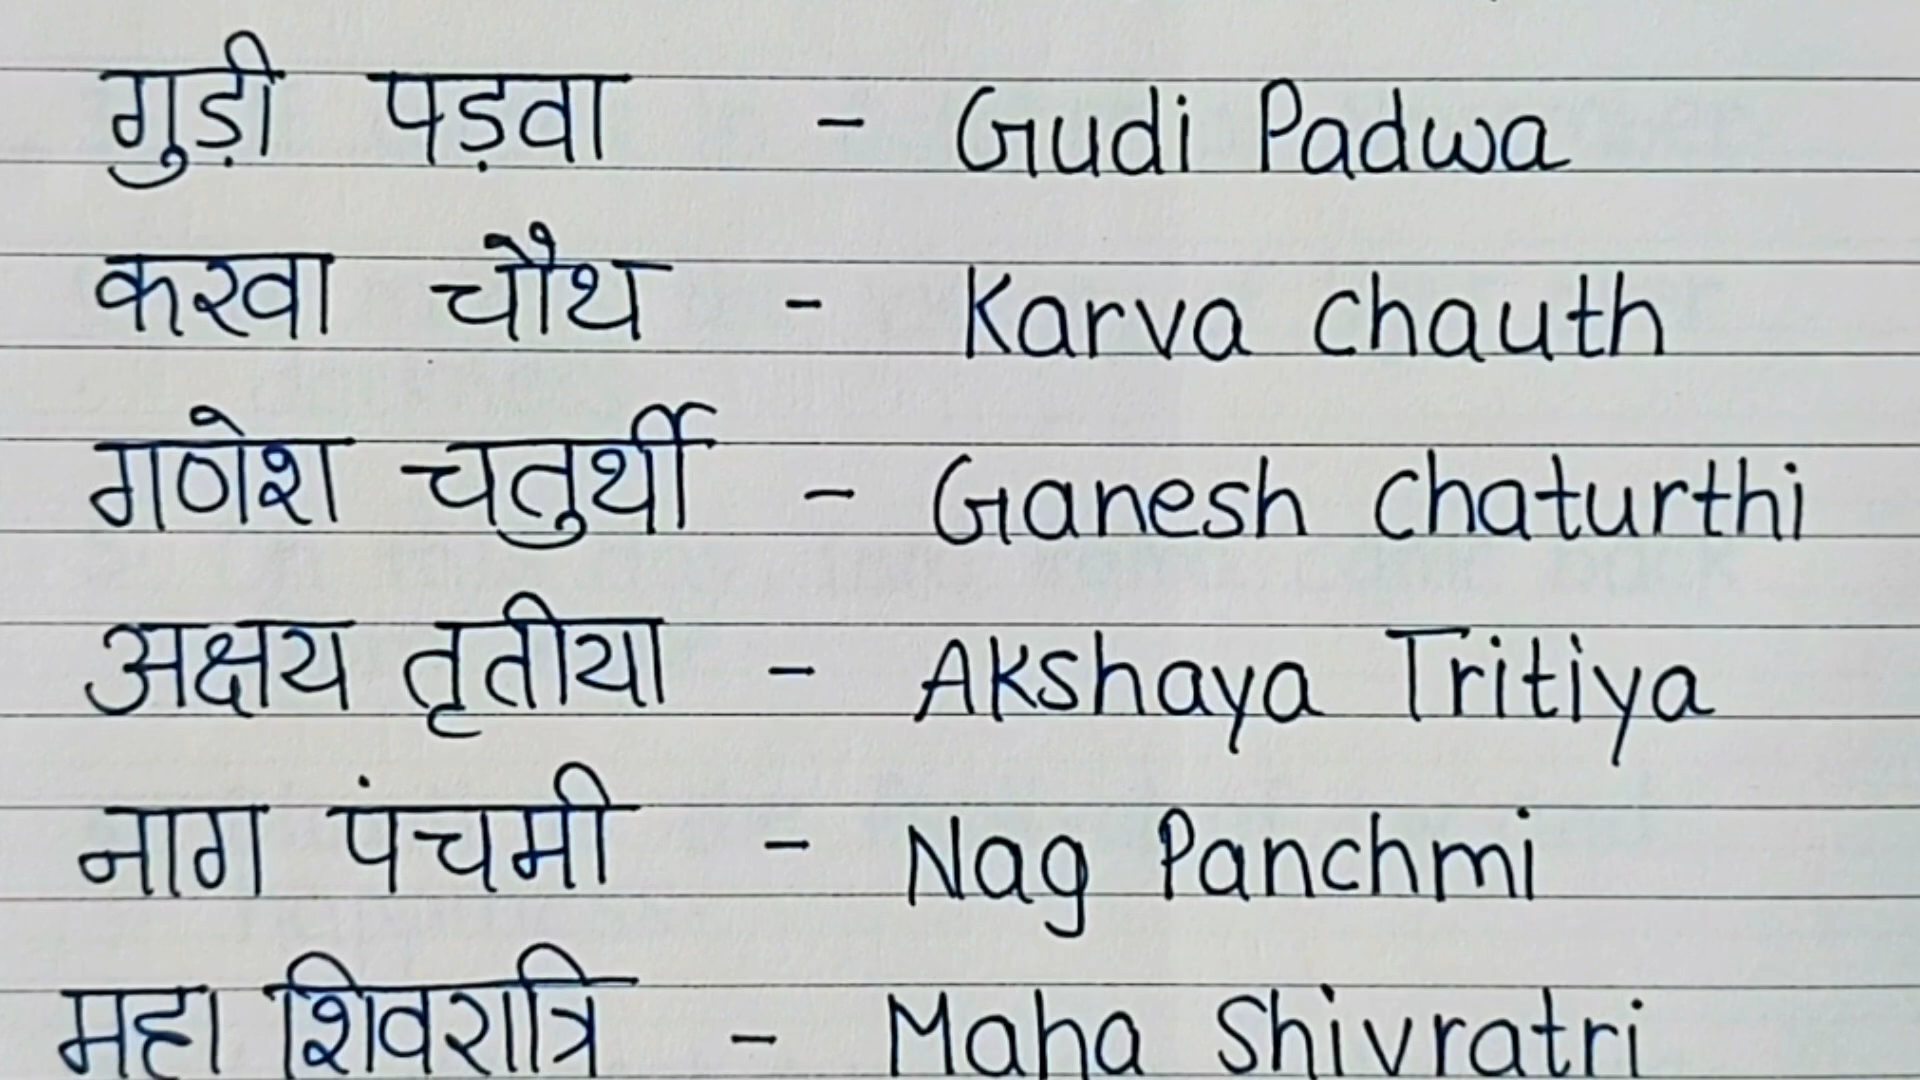 गुड़ी पड़वा - Gudi Padwa
करवा चौथ - Karva chauth
गणेश चतुर्थी - Ganesh chaturthi
अक्षय तृतीया - Akshaya Tritiya
नाग पंचमी - Nag Panchmi
महा शिवरात्रि - Maha Shivratri